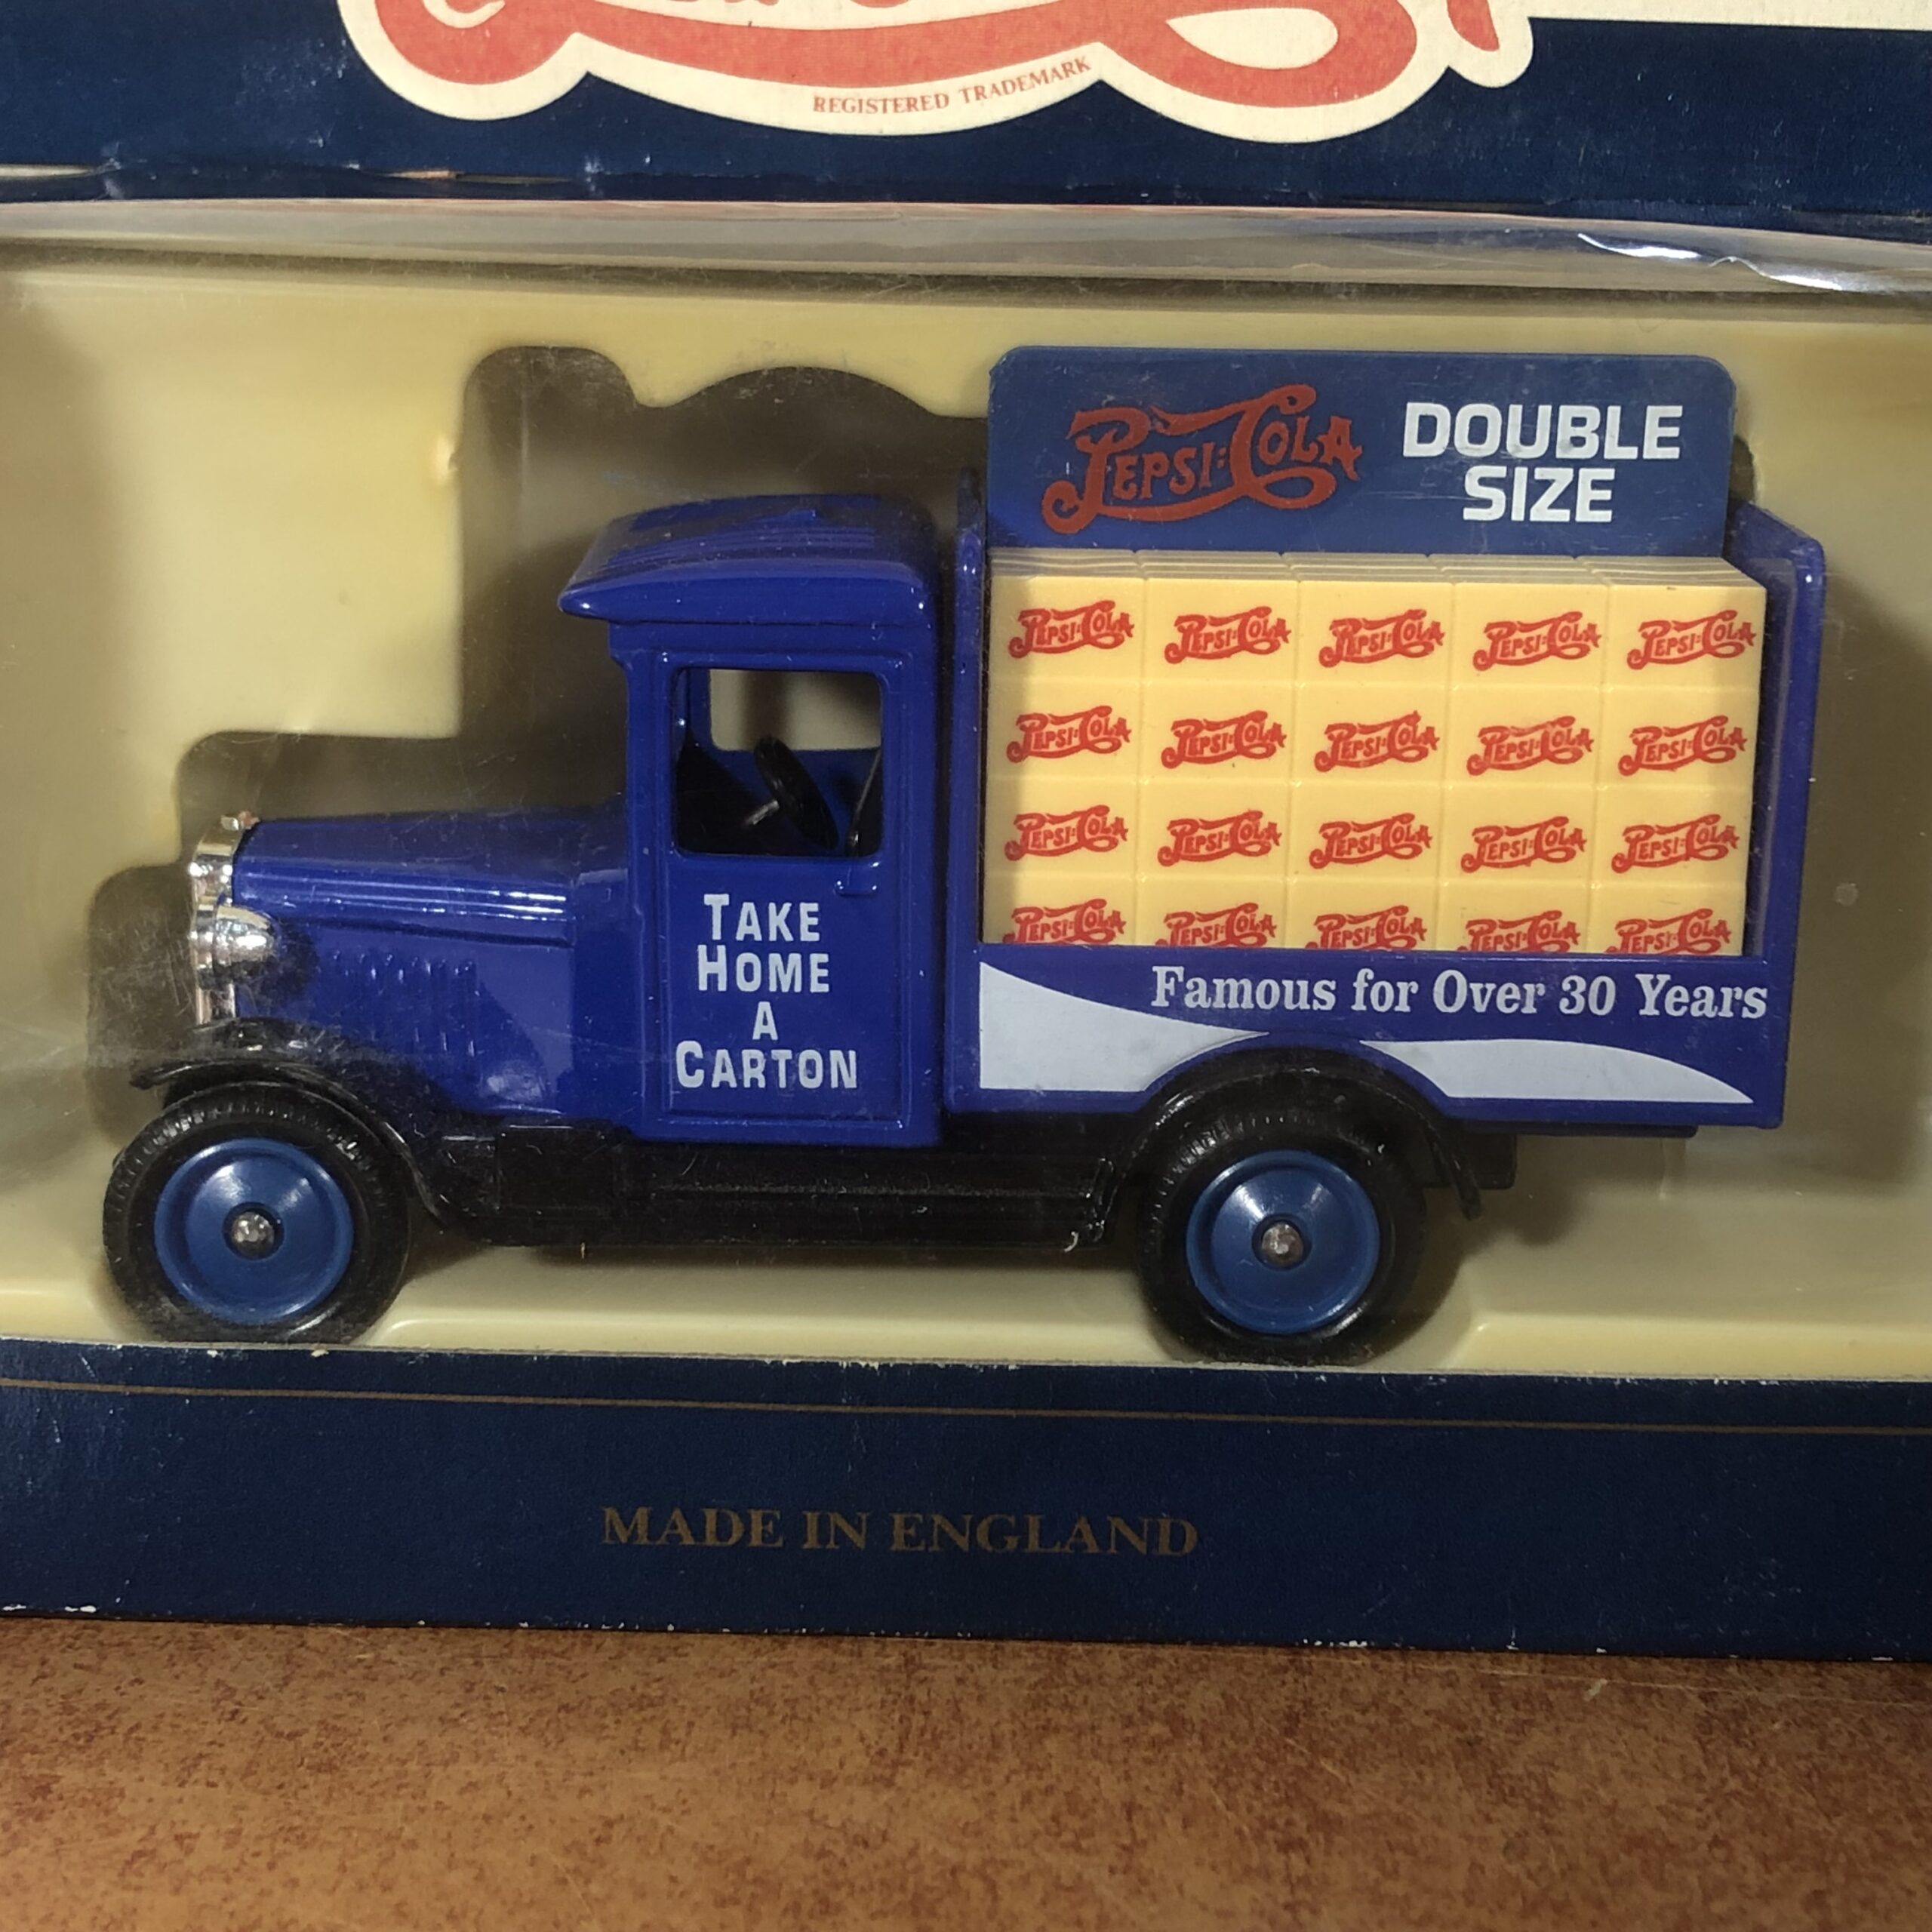 REGISTERED TRADEMARK
PEPSI:COLA DOUBLE
SIZE
PEPSI:COLA PEPSI:COLA PEPSI:COLA PEPSI:COLA PEPSI:COLA
PEPSI:COLA PEPSI:COLA PEPSI:COLA PEPSI:COLA PEPSI:COLA
PEPSI:COLA PEPSI:COLA PEPSI:COLA PEPSI:COLA PEPSI:COLA
PEPSI:COLA PEPSI:COLA PEPSI:COLA PEPSI:COLA PEPSI:COLA
TAKE
HOME
A
CARTON
Famous for Over 30 Years
MADE IN ENGLAND